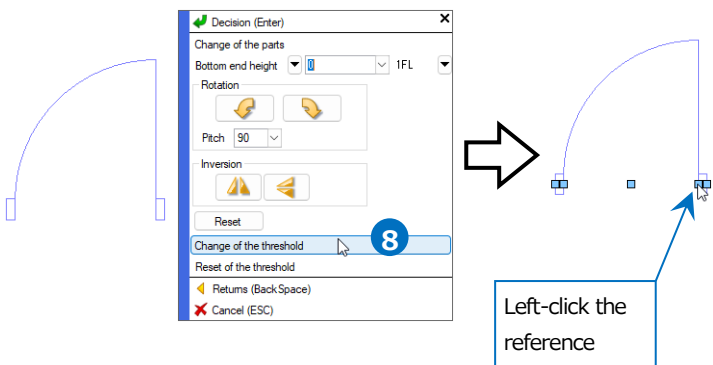 Decision (Enter)
Change of the parts
Bottom end height 0 1FL
Rotation
Pitch 90
Inversion
Reset
Change of the threshold
8
Reset of the threshold
Returns (BackSpace)
Cancel (ESC)
Left-click the
reference